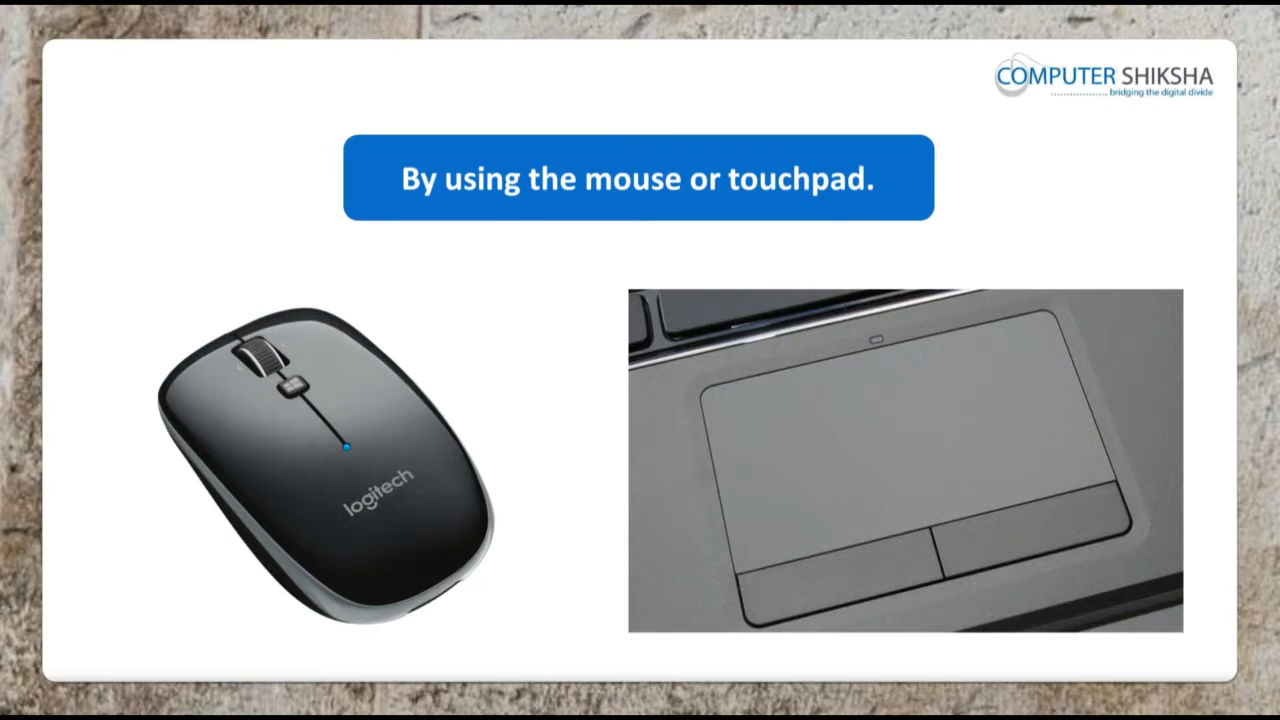 COMPUTER SHIKSHA
bridging the digital divide
By using the mouse or touchpad.
logitech